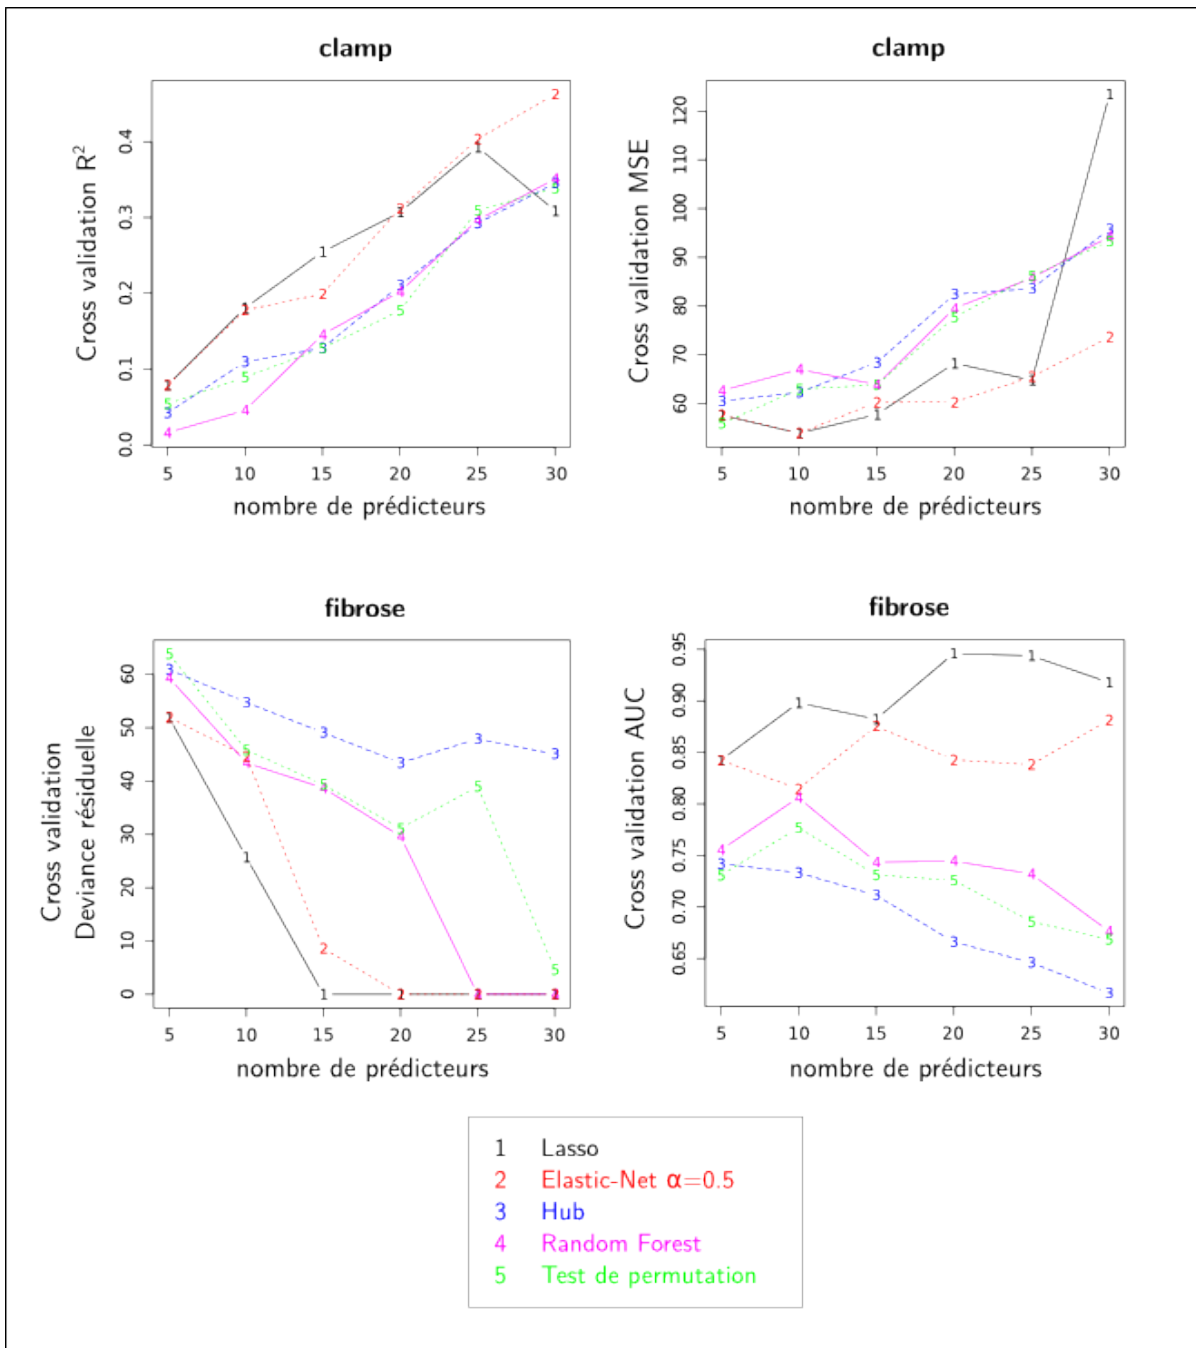 clamp
Cross validation R²
0.0 0.1 0.2 0.3 0.4
5 10 15 20 25 30
nombre de prédicteurs
clamp
Cross validation MSE
60 70 80 90 100 120
5 10 15 20 25 30
nombre de prédicteurs
fibrose
Cross validation
Deviance résiduelle
0 10 20 30 40 50 60
5 10 15 20 25 30
nombre de prédicteurs
fibrose
Cross validation AUC
0.65 0.70 0.75 0.80 0.85 0.90 0.95
5 10 15 20 25 30
nombre de prédicteurs
1 Lasso
2 Elastic-Net α=0.5
3 Hub
4 Random Forest
5 Test de permutation